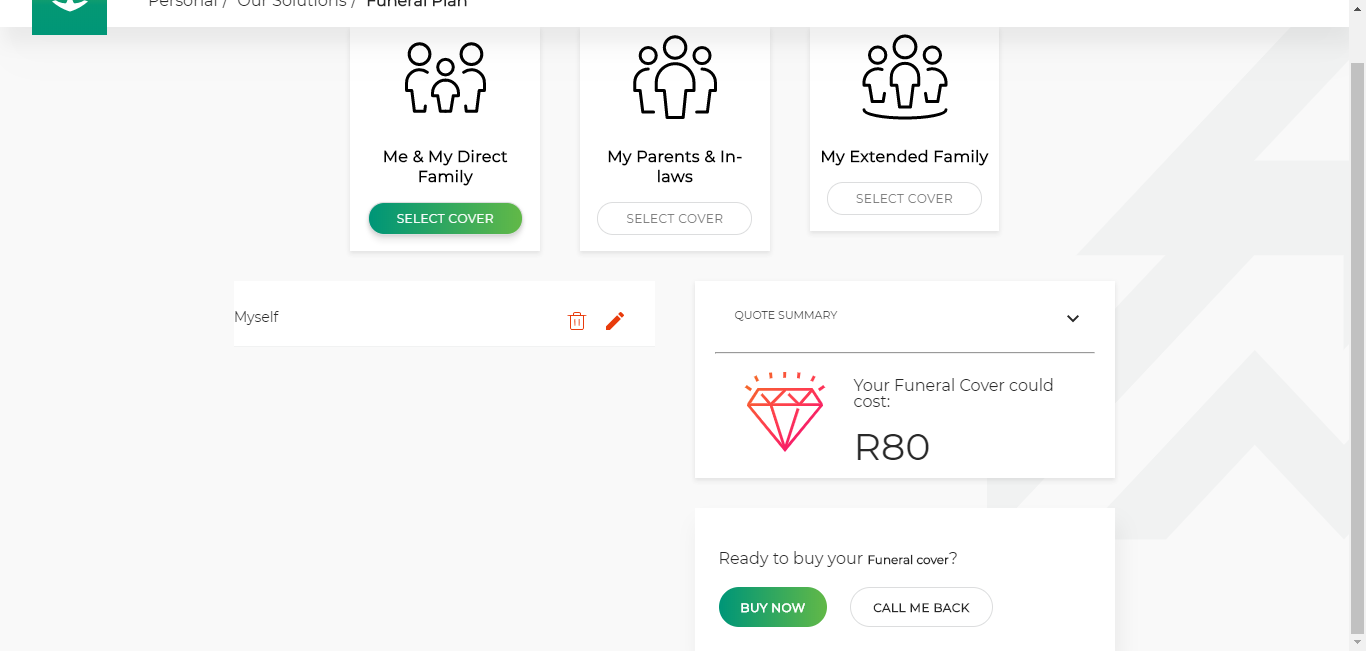 Personal / Our Solutions / Funeral Plan
Me & My Direct
Family
SELECT COVER
My Parents & In-
laws
SELECT COVER
My Extended Family
SELECT COVER
Myself
QUOTE SUMMARY
Your Funeral Cover could
cost:
R80
Ready to buy your Funeral cover?
BUY NOW
CALL ME BACK